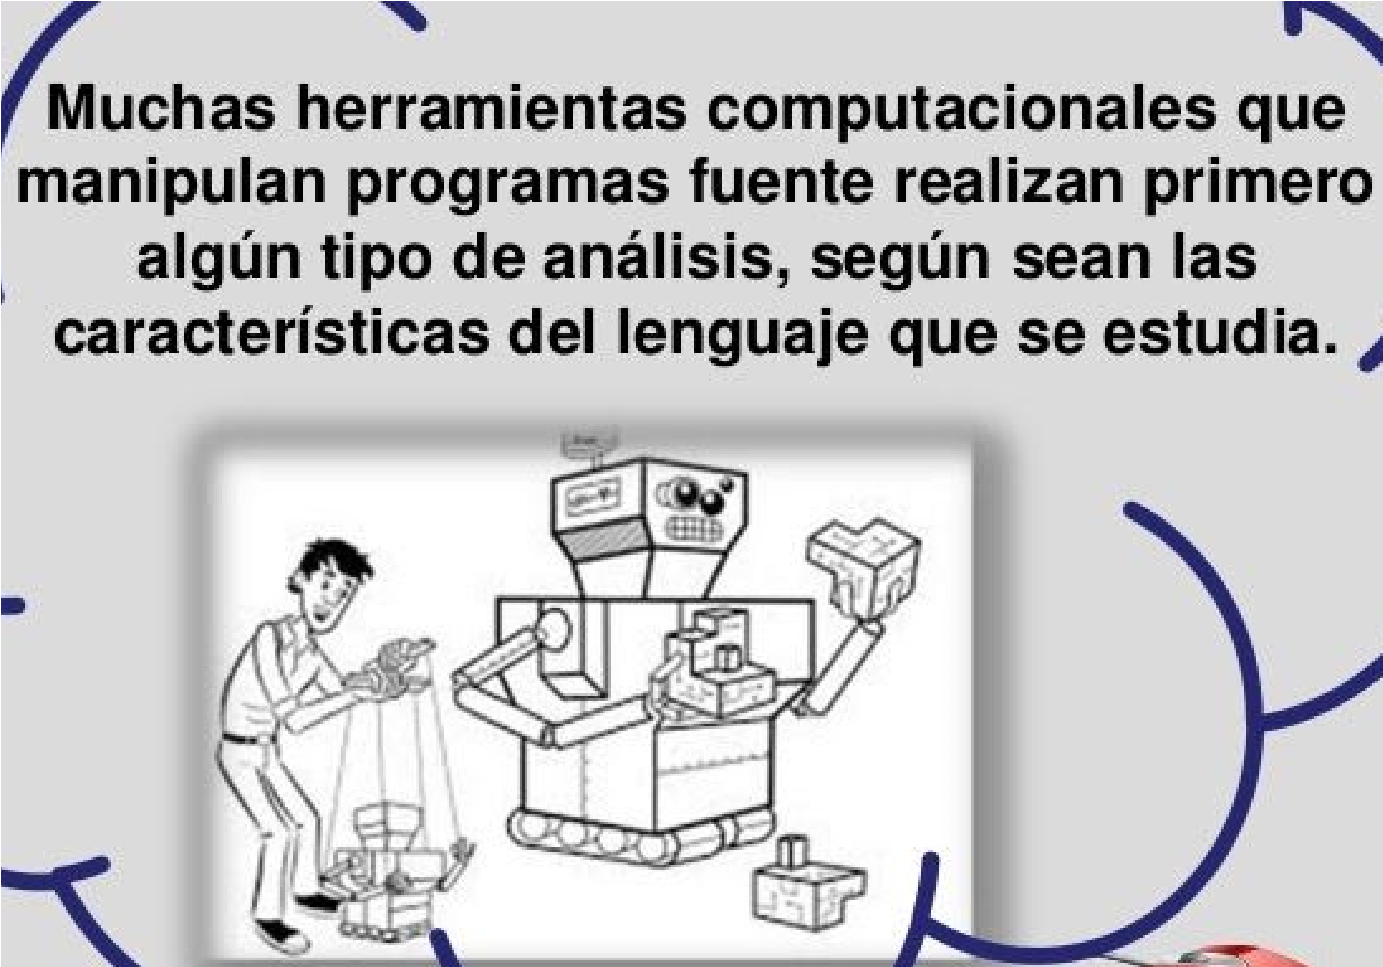 Muchas herramientas computacionales que
manipulan programas fuente realizan primero
algún tipo de análisis, según sean las
características del lenguaje que se estudia.